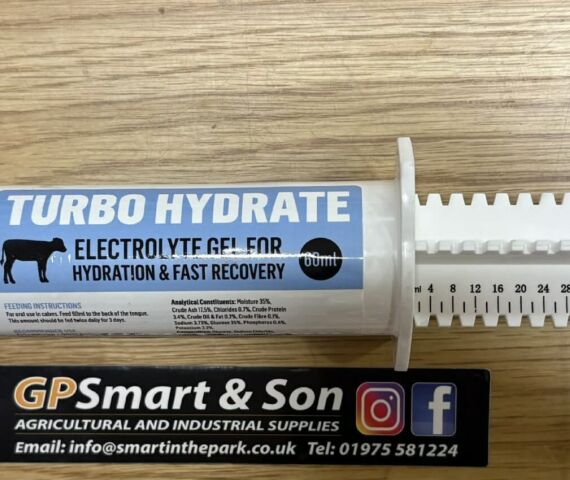 TURBO HYDRATE
ELECTROLYTE GEL FOR
HYDRATION & FAST RECOVERY
60ml
FEEDING INSTRUCTIONS
For oral use in calves. Feed 60ml to the back of the tongue.
This amount should be fed twice daily for 3 days.
Analytical Constituents: Moisture 35%,
Crude Ash 17.5%, Chlorides 0.7%, Crude Protein
3.4%, Crude Oil & Fat 0.7%, Crude Fibre 0.1%,
Sodium 3.75%, Glucose 35%, Phosphorus 0.6%,
Potassium 3.3%.
ml 4 8 12 16 20 24 28
GPSmart & Son
AGRICULTURAL AND INDUSTRIAL SUPPLIES
Email: info@smartinthepark.co.uk Tel: 01975 581224